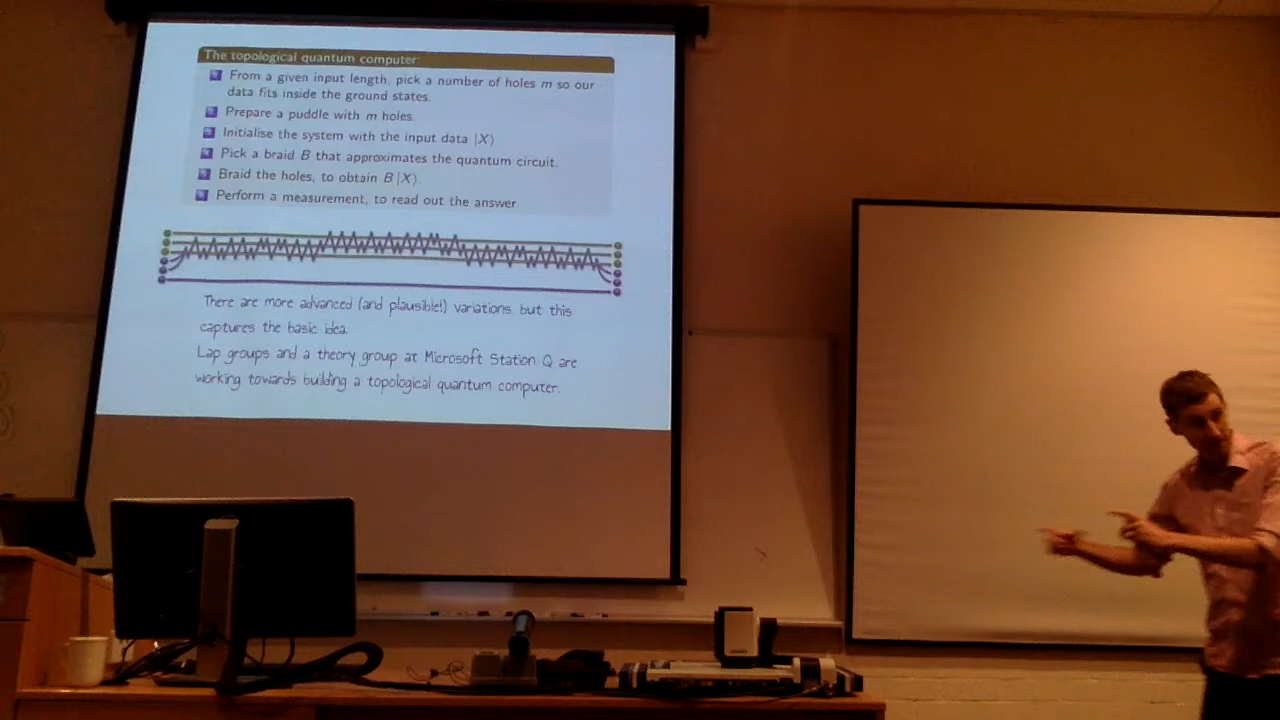 The topological quantum computer:
From a given input length, pick a number of holes m so our
data fits inside the ground states.
Prepare a puddle with m holes.
Initialise the system with the input data |X⟩
Pick a braid B that approximates the quantum circuit.
Braid the holes, to obtain B |X⟩.
Perform a measurement, to read out the answer
There are more advanced (and plausible!) variations, but this
captures the basic idea.
Lap groups and a theory group at Microsoft Station Q are
working towards building a topological quantum computer.